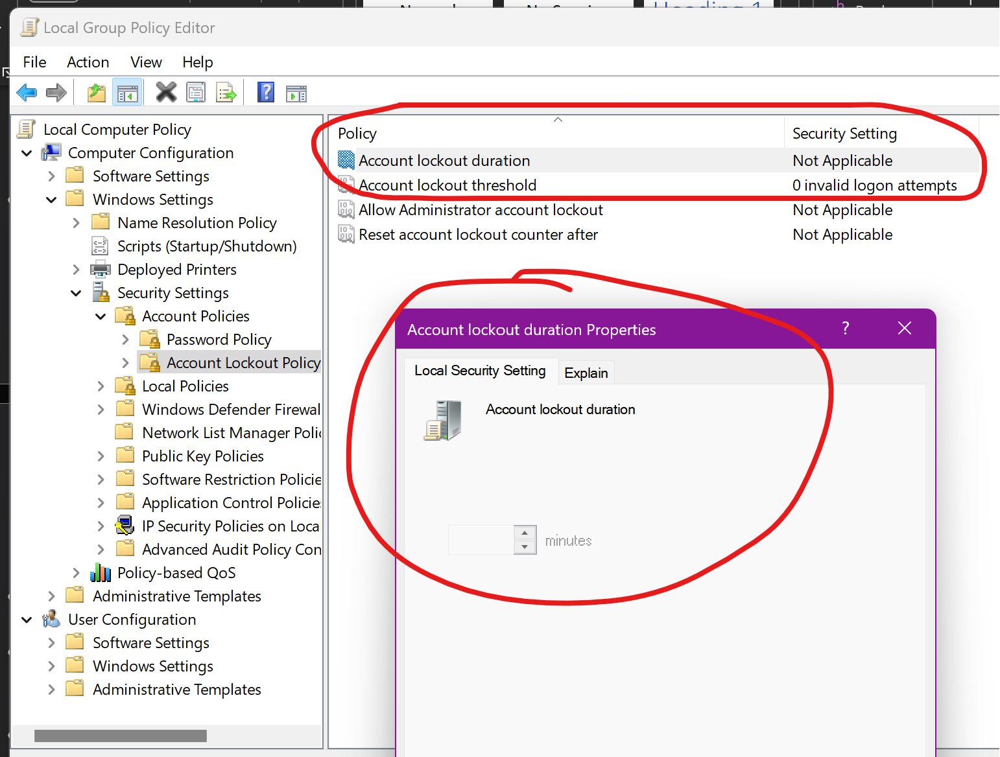 Local Group Policy Editor
File Action View Help
Local Computer Policy
Computer Configuration
Software Settings
Windows Settings
Name Resolution Policy
Scripts (Startup/Shutdown)
Deployed Printers
Security Settings
Account Policies
Password Policy
Account Lockout Policy
Local Policies
Windows Defender Firewal
Network List Manager Poli
Public Key Policies
Software Restriction Policie
Application Control Policie
IP Security Policies on Loca
Advanced Audit Policy Con
Policy-based QoS
Administrative Templates
User Configuration
Software Settings
Windows Settings
Administrative Templates
Policy Security Setting
Account lockout duration Not Applicable
Account lockout threshold 0 invalid logon attempts
Allow Administrator account lockout Not Applicable
Reset account lockout counter after Not Applicable
Account lockout duration Properties ?
Local Security Setting Explain
Account lockout duration
minutes